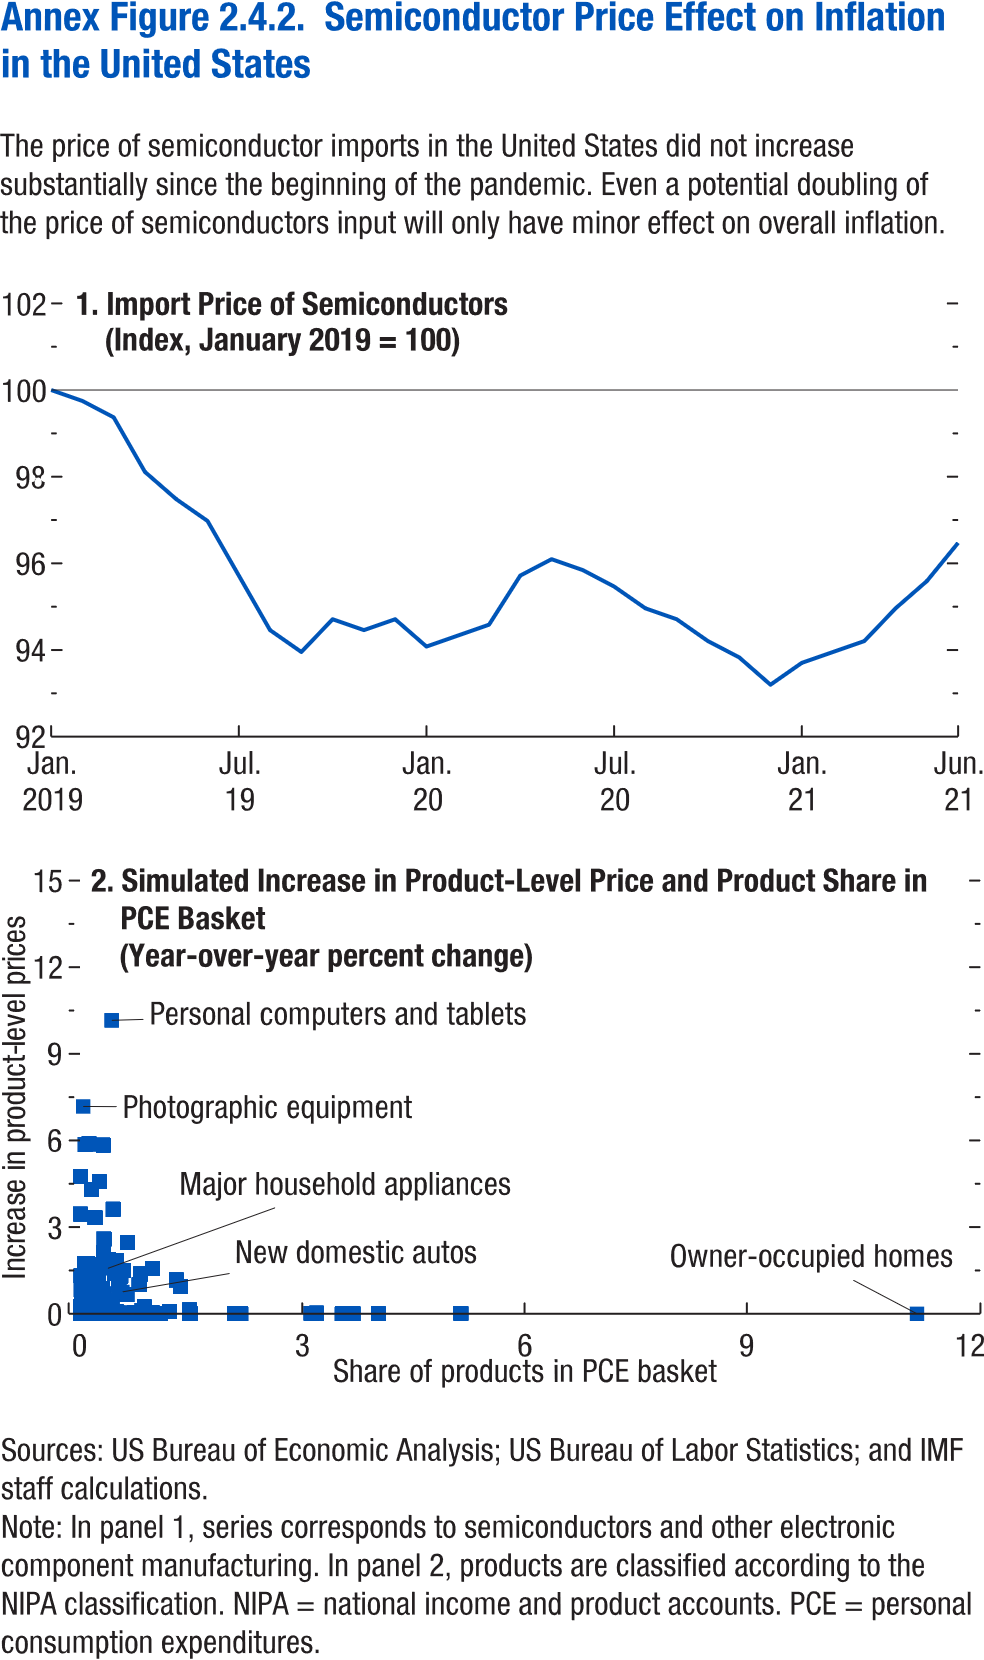 Annex Figure 2.4.2.  Semiconductor Price Effect on Inflation
in the United States
The price of semiconductor imports in the United States did not increase
substantially since the beginning of the pandemic. Even a potential doubling of
the price of semiconductors input will only have minor effect on overall inflation.
1. Import Price of Semiconductors
(Index, January 2019 = 100)
102
100
98
96
94
92
Jan. Jul. Jan. Jul. Jan. Jun.
2019 19 20 20 21 21
2. Simulated Increase in Product-Level Price and Product Share in
PCE Basket
(Year-over-year percent change)
Increase in product-level prices
15
12
9
6
3
0
Personal computers and tablets
Photographic equipment
Major household appliances
New domestic autos
Owner-occupied homes
0 3 6 9 12
Share of products in PCE basket
Sources: US Bureau of Economic Analysis; US Bureau of Labor Statistics; and IMF
staff calculations.
Note: In panel 1, series corresponds to semiconductors and other electronic
component manufacturing. In panel 2, products are classified according to the
NIPA classification. NIPA = national income and product accounts. PCE = personal
consumption expenditures.